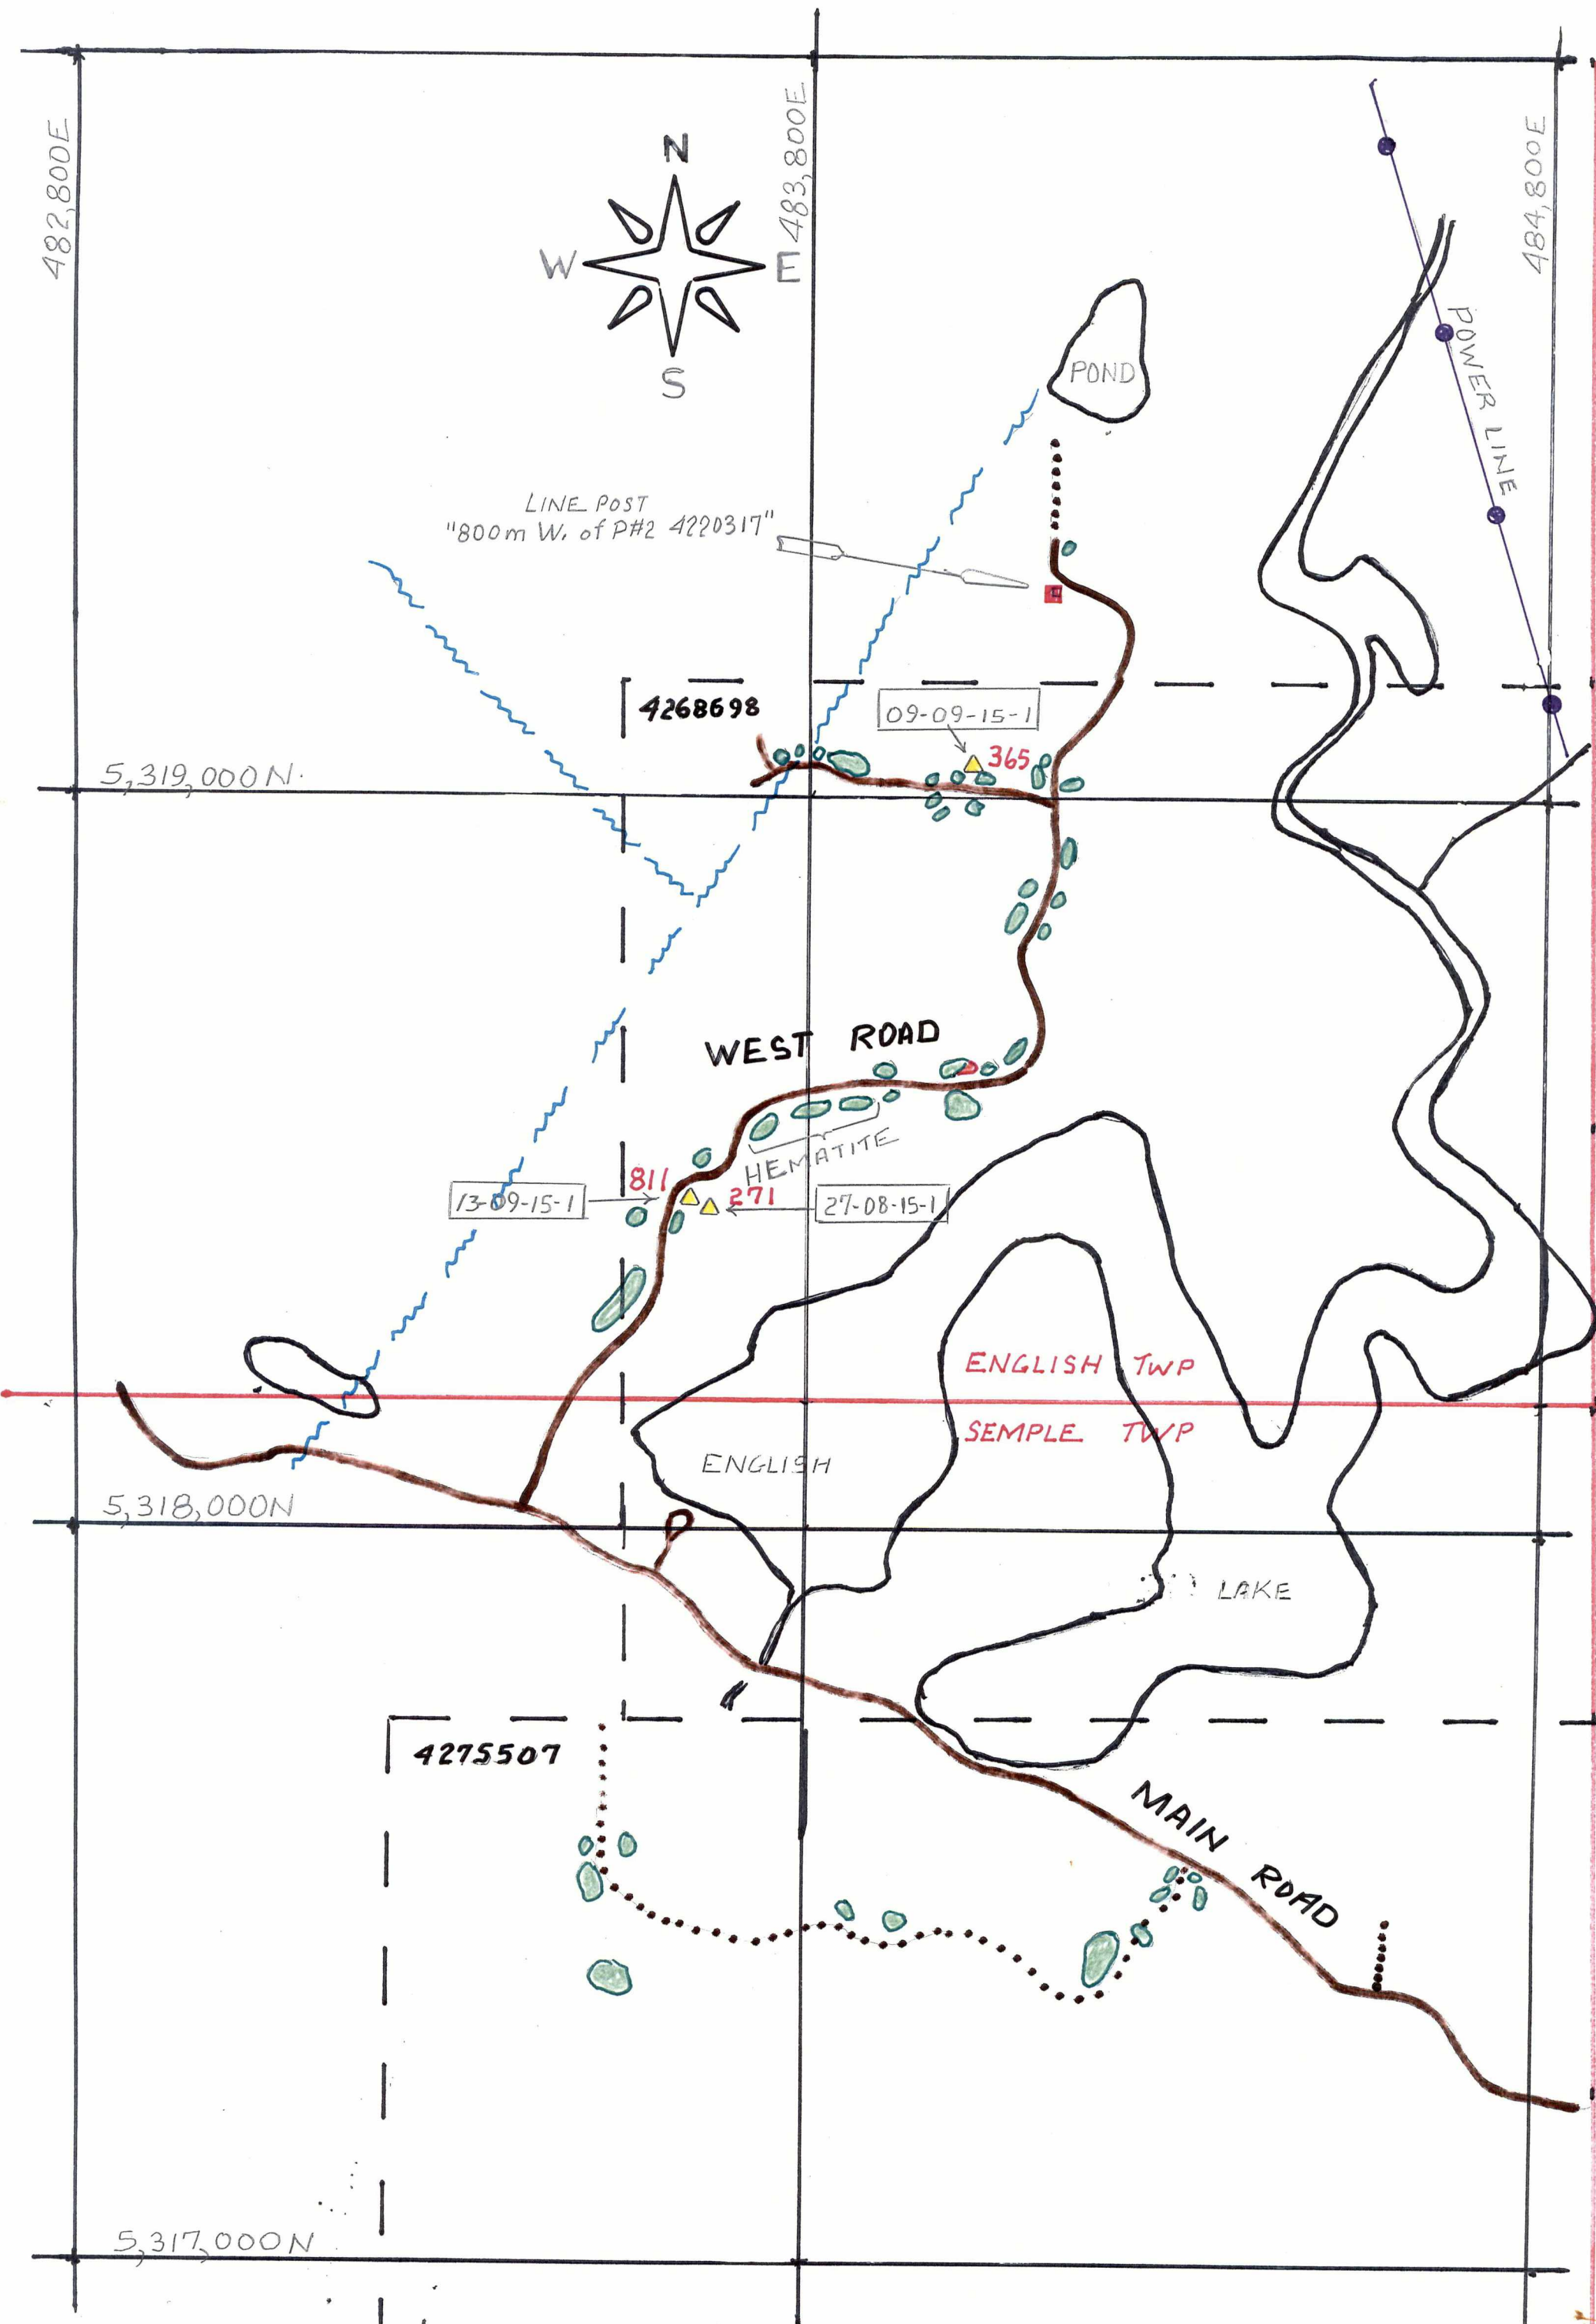 482,800E
483,800E
484,800E
N
W
E
S
POND
POWER LINE
LINE POST
"800m W. of P#2 4220317"
4268698
09-09-15-1
365
5,319,000N.
WEST ROAD
HEMATITE
811
13-09-15-1
271
27-08-15-1
ENGLISH TWP
SEMPLE TWP
ENGLISH
5,318,000N
LAKE
4275507
MAIN ROAD
5,317,000N